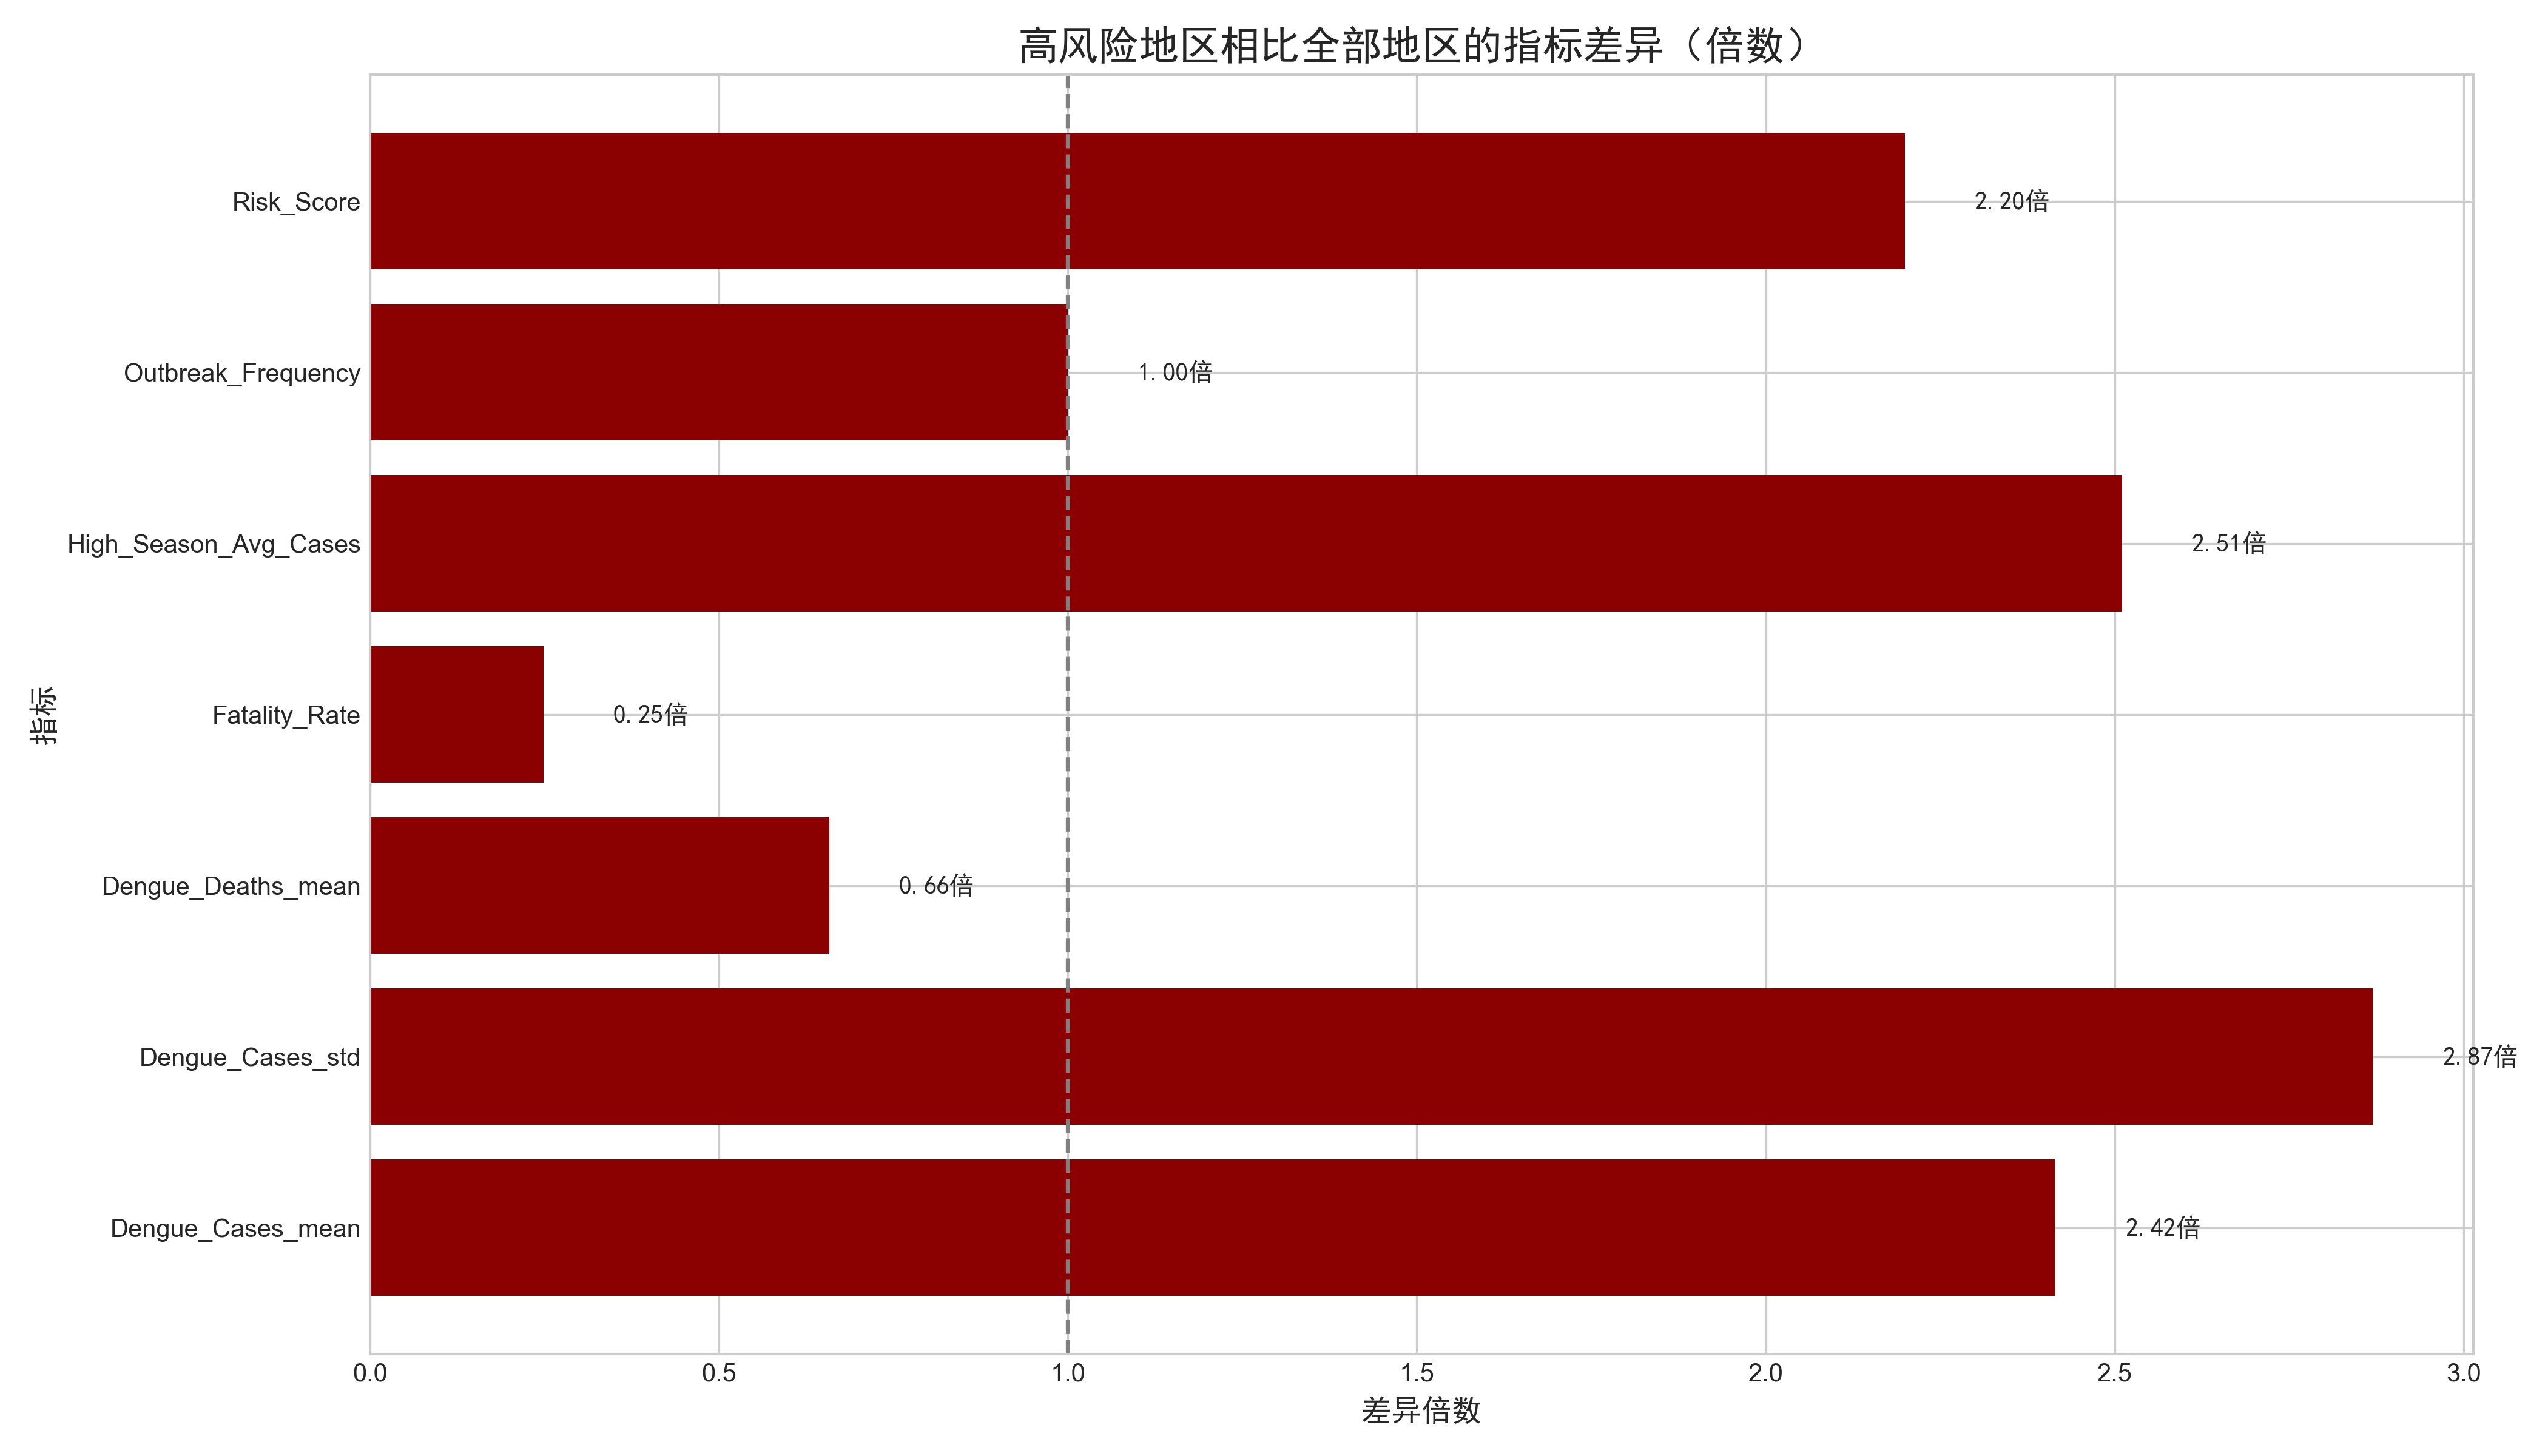 高风险地区相比全部地区的指标差异（倍数）
指标
Risk_Score
2.20倍
Outbreak_Frequency
1.00倍
High_Season_Avg_Cases
2.51倍
Fatality_Rate
0.25倍
Dengue_Deaths_mean
0.66倍
Dengue_Cases_std
2.87倍
Dengue_Cases_mean
2.42倍
0.0 0.5 1.0 1.5 2.0 2.5 3.0
差异倍数